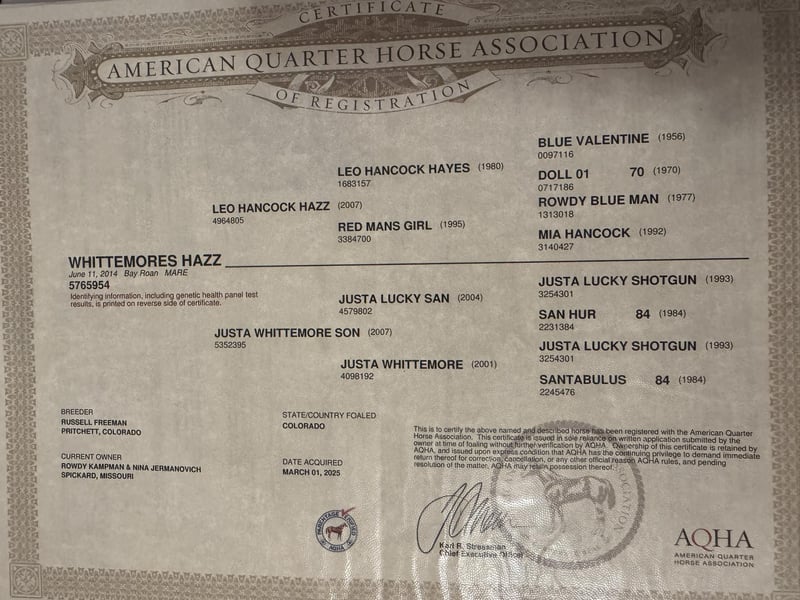 CERTIFICATE
AMERICAN QUARTER HORSE ASSOCIATION
OF REGISTRATION
BLUE VALENTINE (1956)
0097116
LEO HANCOCK HAYES (1980)
1683157
DOLL 01 70 (1970)
0717186
LEO HANCOCK HAZZ (2007)
4964805
ROWDY BLUE MAN (1977)
1313018
RED MANS GIRL (1995)
3384700
MIA HANCOCK (1992)
3140427
WHITTEMORES HAZZ
June 11, 2014 Bay Roan MARE
5765954
Identifying information, including genetic health panel test
results, is printed on reverse side of certificate.
JUSTA LUCKY SHOTGUN (1993)
3254301
JUSTA LUCKY SAN (2004)
4579802
SAN HUR 84 (1984)
2231384
JUSTA WHITTEMORE SON (2007)
5352395
JUSTA LUCKY SHOTGUN (1993)
3254301
JUSTA WHITTEMORE (2001)
4098192
SANTABULUS 84 (1984)
2245476
BREEDER
RUSSELL FREEMAN
PRITCHETT, COLORADO
STATE/COUNTRY FOALED
COLORADO
CURRENT OWNER
ROWDY KAMPMAN & NINA JERMANOVICH
SPICKARD, MISSOURI
DATE ACQUIRED
MARCH 01, 2025
This is to certify the above named and described horse has been registered with the American Quarter
Horse Association. This certificate is issued in sole reliance on written application submitted by the
owner at time of foaling without further verification by AQHA. Ownership of this certificate is retained by
AQHA, and issued upon express condition that AQHA has the continuing privilege to demand immediate
return thereof for correction, cancellation, or any other official reason AQHA rules, and pending
resolution of the matter, AQHA may retain possession thereof.
PARENTAGE VERIFIED
AQHA
Karl R. Stressman
Chief Executive Officer
AQHA
AMERICAN QUARTER
HORSE ASSOCIATION